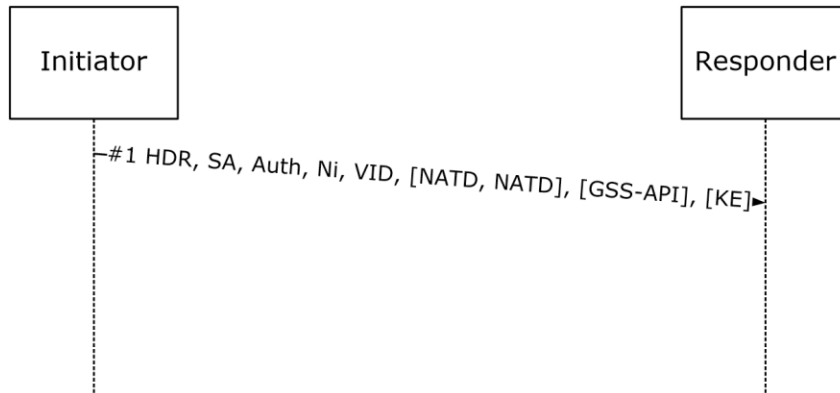 Initiator
Responder
#1 HDR, SA, Auth, Ni, VID, [NATD, NATD], [GSS-API], [KE]